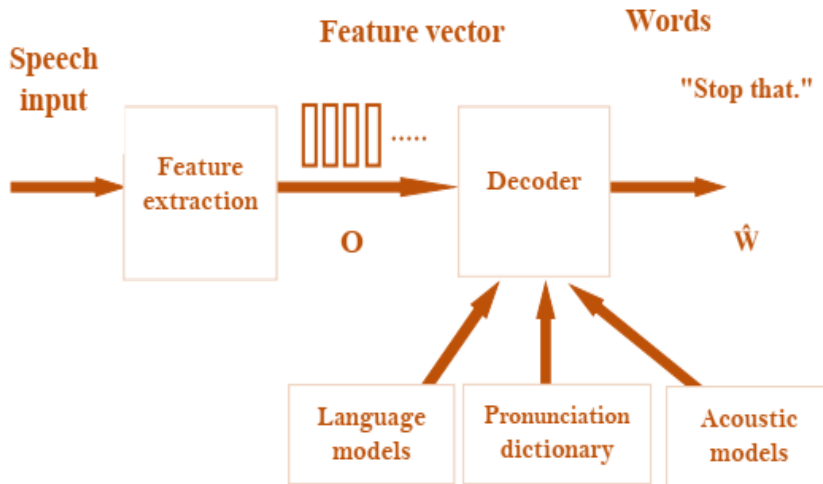 Feature vector
Words
Speech
input
"Stop that."
Feature
extraction
.....
Decoder
O
Ŵ
Language
models
Pronunciation
dictionary
Acoustic
models